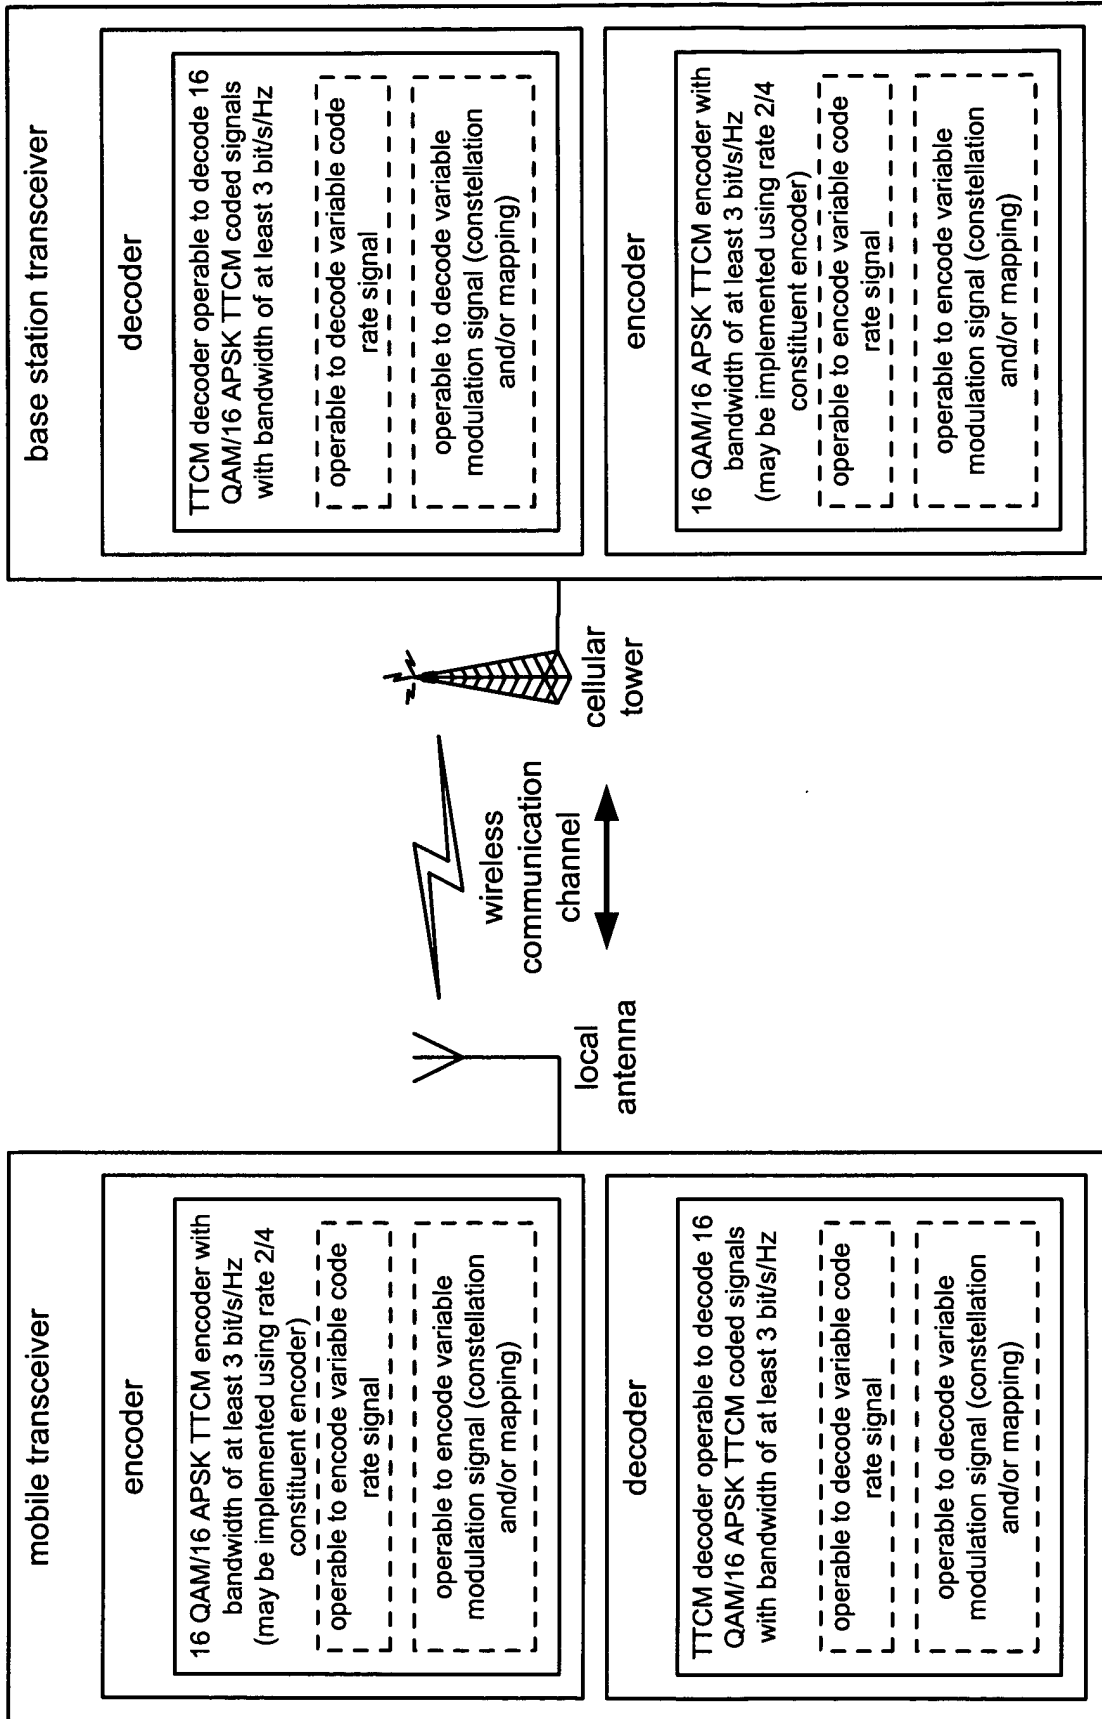 mobile transceiver
encoder
16 QAM/16 APSK TTCM encoder with
bandwidth of at least 3 bit/s/Hz
(may be implemented using rate 2/4
constituent encoder)
operable to encode variable code
rate signal
operable to encode variable
modulation signal (constellation
and/or mapping)
decoder
TTCM decoder operable to decode 16
QAM/16 APSK TTCM coded signals
with bandwidth of at least 3 bit/s/Hz
operable to decode variable code
rate signal
operable to decode variable
modulation signal (constellation
and/or mapping)
local
antenna
wireless
communication
channel
cellular
tower
base station transceiver
decoder
TTCM decoder operable to decode 16
QAM/16 APSK TTCM coded signals
with bandwidth of at least 3 bit/s/Hz
operable to decode variable code
rate signal
operable to decode variable
modulation signal (constellation
and/or mapping)
encoder
16 QAM/16 APSK TTCM encoder with
bandwidth of at least 3 bit/s/Hz
(may be implemented using rate 2/4
constituent encoder)
operable to encode variable code
rate signal
operable to encode variable
modulation signal (constellation
and/or mapping)